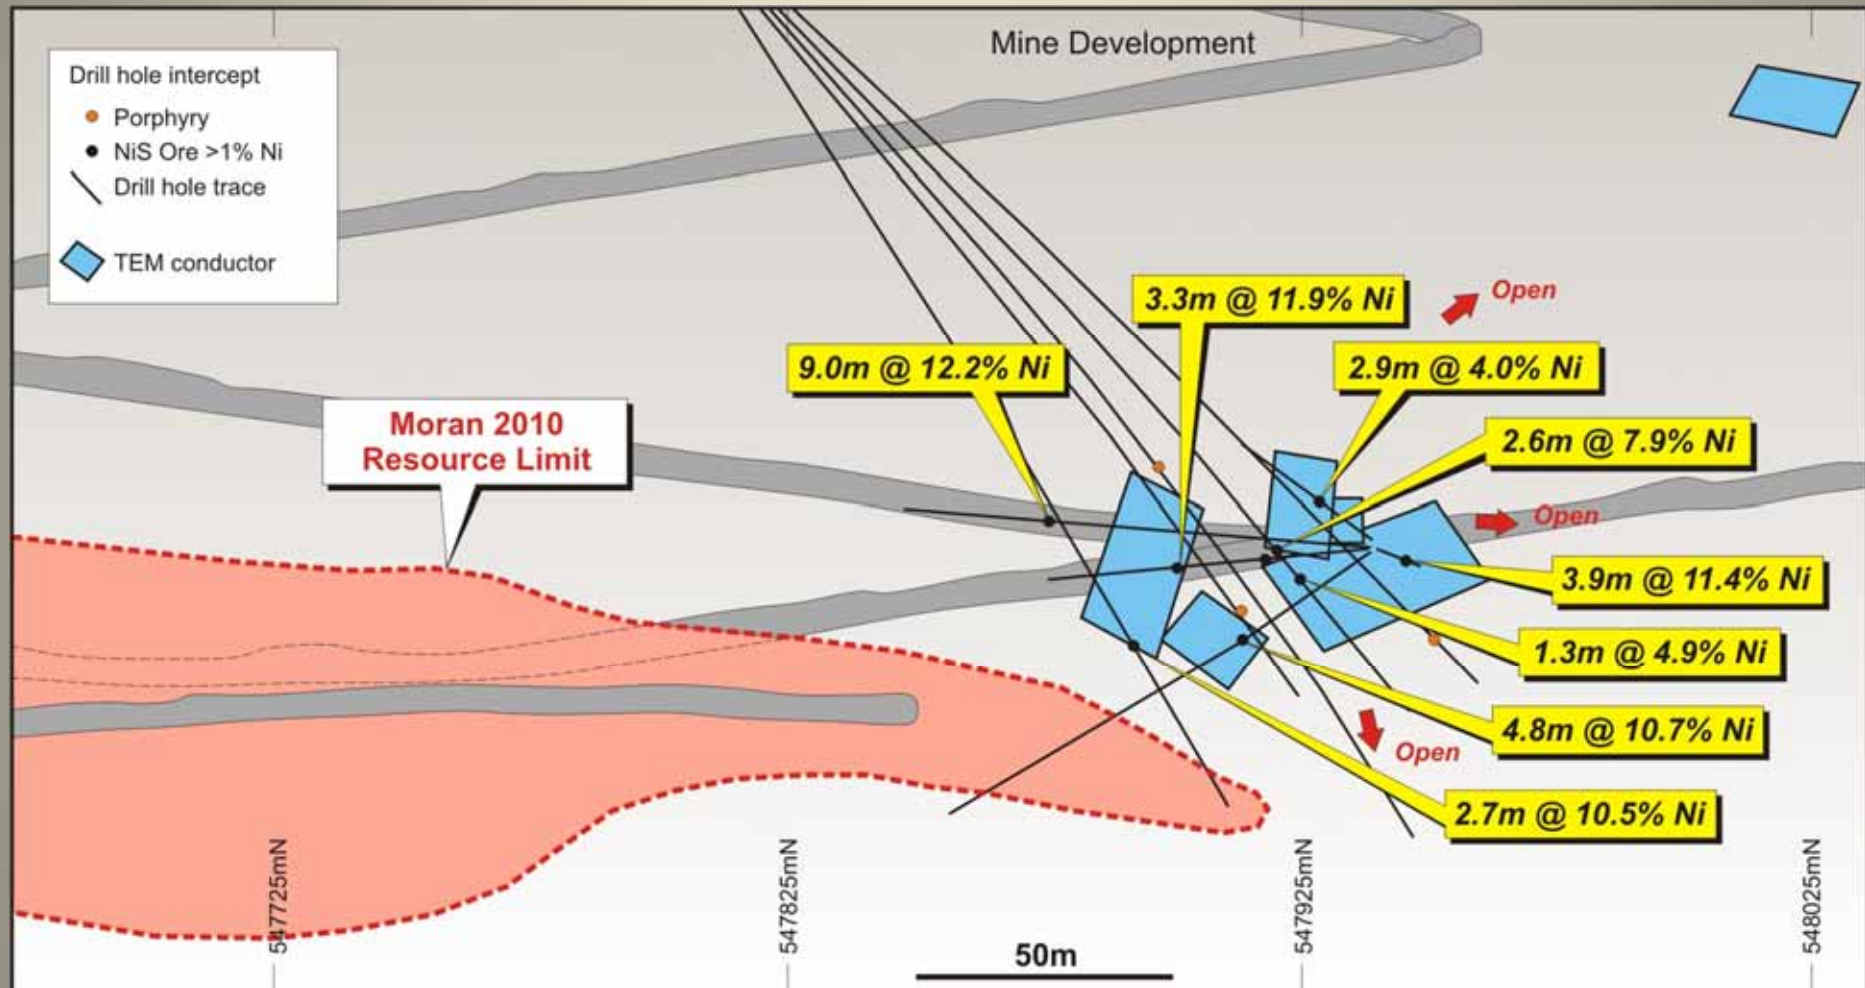 Mine Development
Drill hole intercept
Porphyry
NiS Ore >1% Ni
Drill hole trace
TEM conductor
3.3m @ 11.9% Ni
Open
9.0m @ 12.2% Ni
2.9m @ 4.0% Ni
Moran 2010
Resource Limit
2.6m @ 7.9% Ni
Open
3.9m @ 11.4% Ni
1.3m @ 4.9% Ni
4.8m @ 10.7% Ni
Open
2.7m @ 10.5% Ni
547725mN
547825mN
547925mN
548025mN
50m